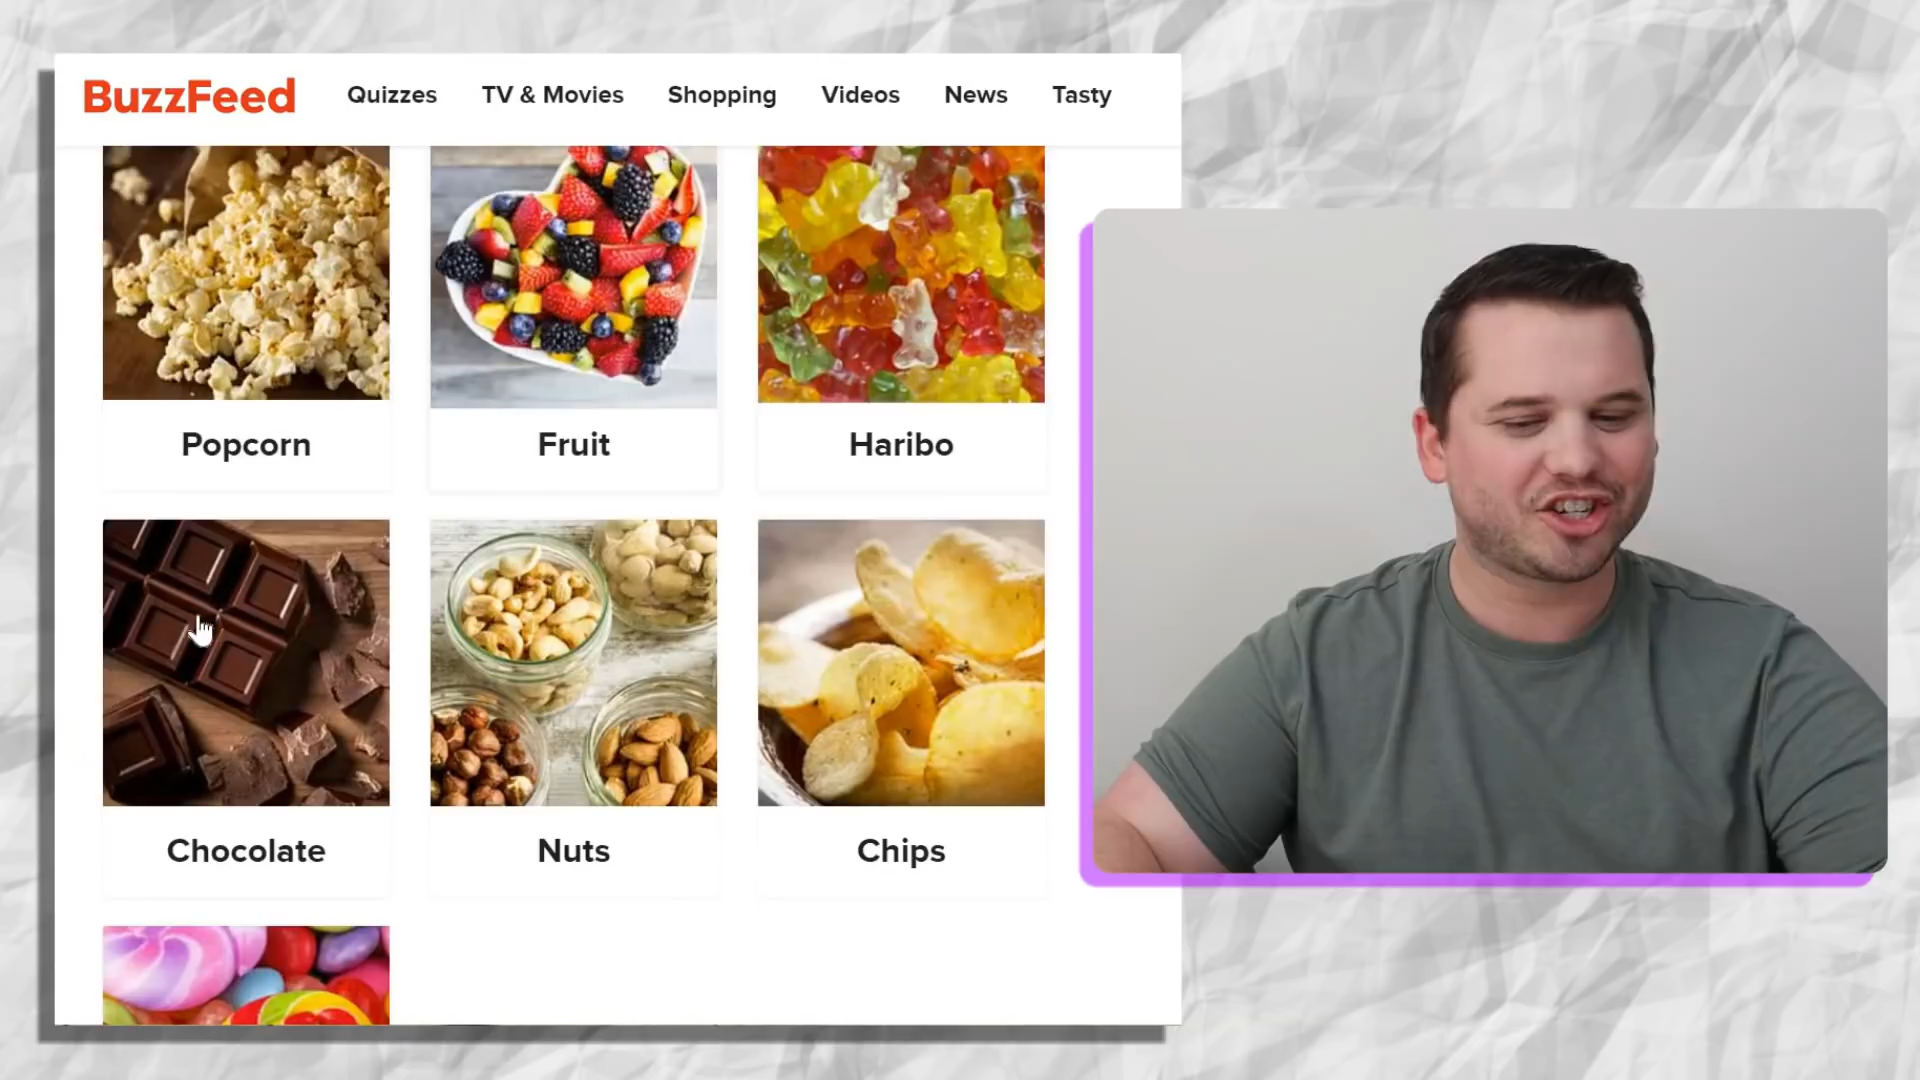 BuzzFeed Quizzes TV & Movies Shopping Videos News Tasty
Popcorn Fruit Haribo
Chocolate Nuts Chips